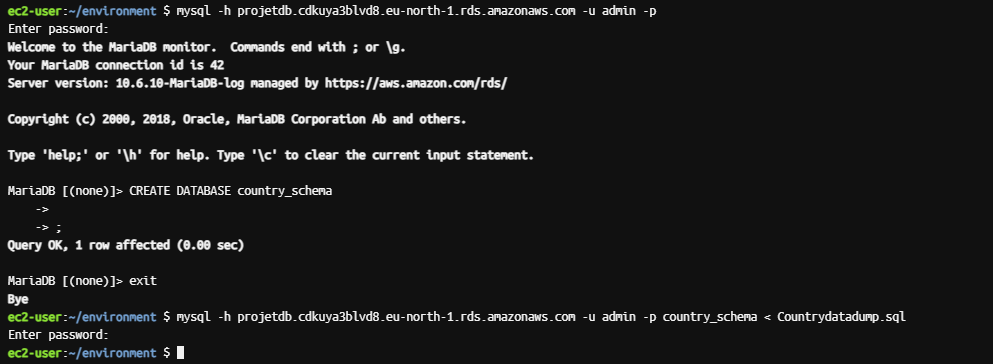 ec2-user:~/environment $ mysql -h projetdb.cdkuya3blvd8.eu-north-1.rds.amazonaws.com -u admin -p
Enter password:
Welcome to the MariaDB monitor.  Commands end with ; or \g.
Your MariaDB connection id is 42
Server version: 10.6.10-MariaDB-log managed by https://aws.amazon.com/rds/
Copyright (c) 2000, 2018, Oracle, MariaDB Corporation Ab and others.
Type 'help;' or '\h' for help. Type '\c' to clear the current input statement.
MariaDB [(none)]> CREATE DATABASE country_schema
    ->
    -> ;
Query OK, 1 row affected (0.00 sec)
MariaDB [(none)]> exit
Bye
ec2-user:~/environment $ mysql -h projetdb.cdkuya3blvd8.eu-north-1.rds.amazonaws.com -u admin -p country_schema < Countrydatadump.sql
Enter password:
ec2-user:~/environment $